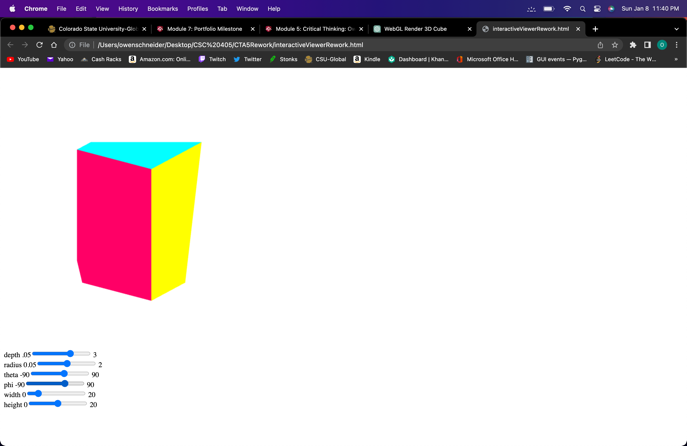 Chrome File Edit View History Bookmarks Profiles Tab Window Help Sun Jan 8 11:40 PM
Colorado State University-Glob Module 7: Portfolio Milestone Module 5: Critical Thinking: Ch WebGL Render 3D Cube interactiveViewerRework.html
File /Users/owenschneider/Desktop/CSC%20405/CTA5Rework/interactiveViewerRework.html
YouTube Yahoo Cash Racks Amazon.com: Onli... Twitch Twitter Stonks CSU-Global Kindle Dashboard | Khan... Microsoft Office H... GUI events — Pyg... LeetCode - The W... »
depth .05 3
radius 0.05 2
theta -90 90
phi -90 90
width 0 20
height 0 20